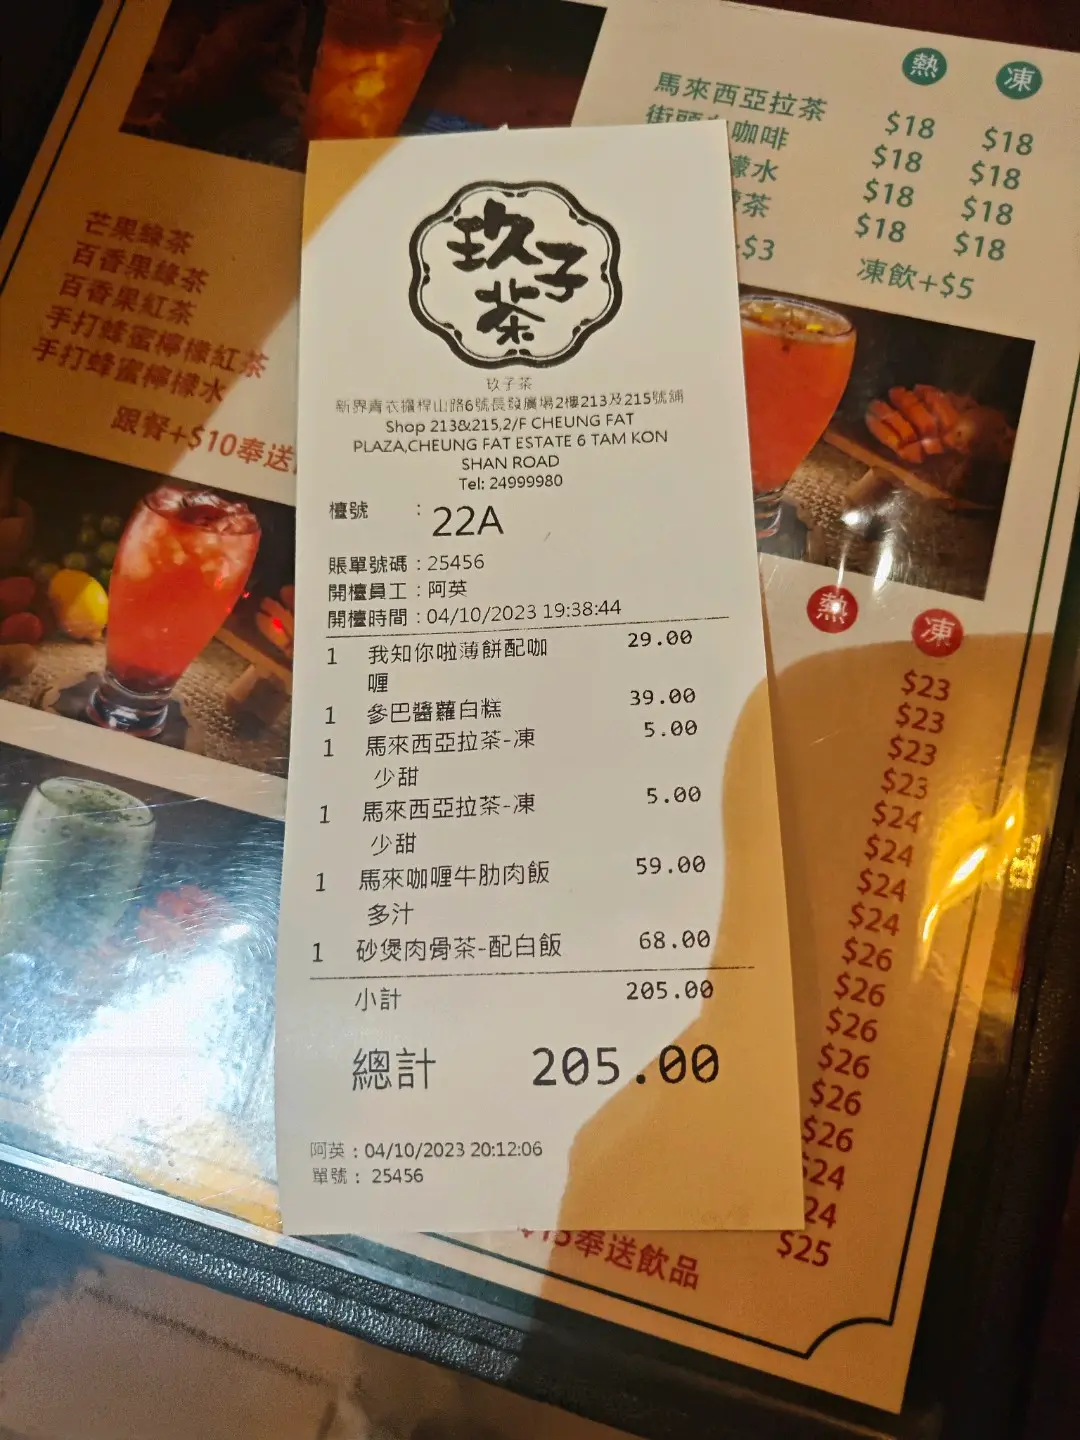 熱 凍
馬來西亞拉茶 $18 $18
咖啡 $18 $18
檬水 $18 $18
茶 $18 $18
$3 凍飲+$5
芒果綠茶
百香果綠茶
百香果紅茶
手打蜂蜜檸檬紅茶
手打蜂蜜檸檬水
跟餐+$10奉送
玖子茶
玖子茶
新界青衣擔桿山路6號長發廣場2樓213及215號舖
Shop 213&215,2/F CHEUNG FAT
PLAZA,CHEUNG FAT ESTATE 6 TAM KON
SHAN ROAD
Tel: 24999980
檯號 : 22A
賬單號碼 : 25456
開檯員工 : 阿英
開檯時間 : 04/10/2023 19:38:44
1 我知你啦薄餅配咖 29.00
喱
1 參巴醬蘿白糕 39.00
1 馬來西亞拉茶-凍 5.00
少甜
1 馬來西亞拉茶-凍 5.00
少甜
1 馬來咖喱牛肋肉飯 59.00
多汁
1 砂煲肉骨茶-配白飯 68.00
小計 205.00
總計 205.00
阿英 : 04/10/2023 20:12:06
單號 : 25456
熱 凍
$23
$23
$23
$23
$24
$24
$24
$24
$26
$26
$26
$26
$26
$26
$24
24
$25
奉送飲品